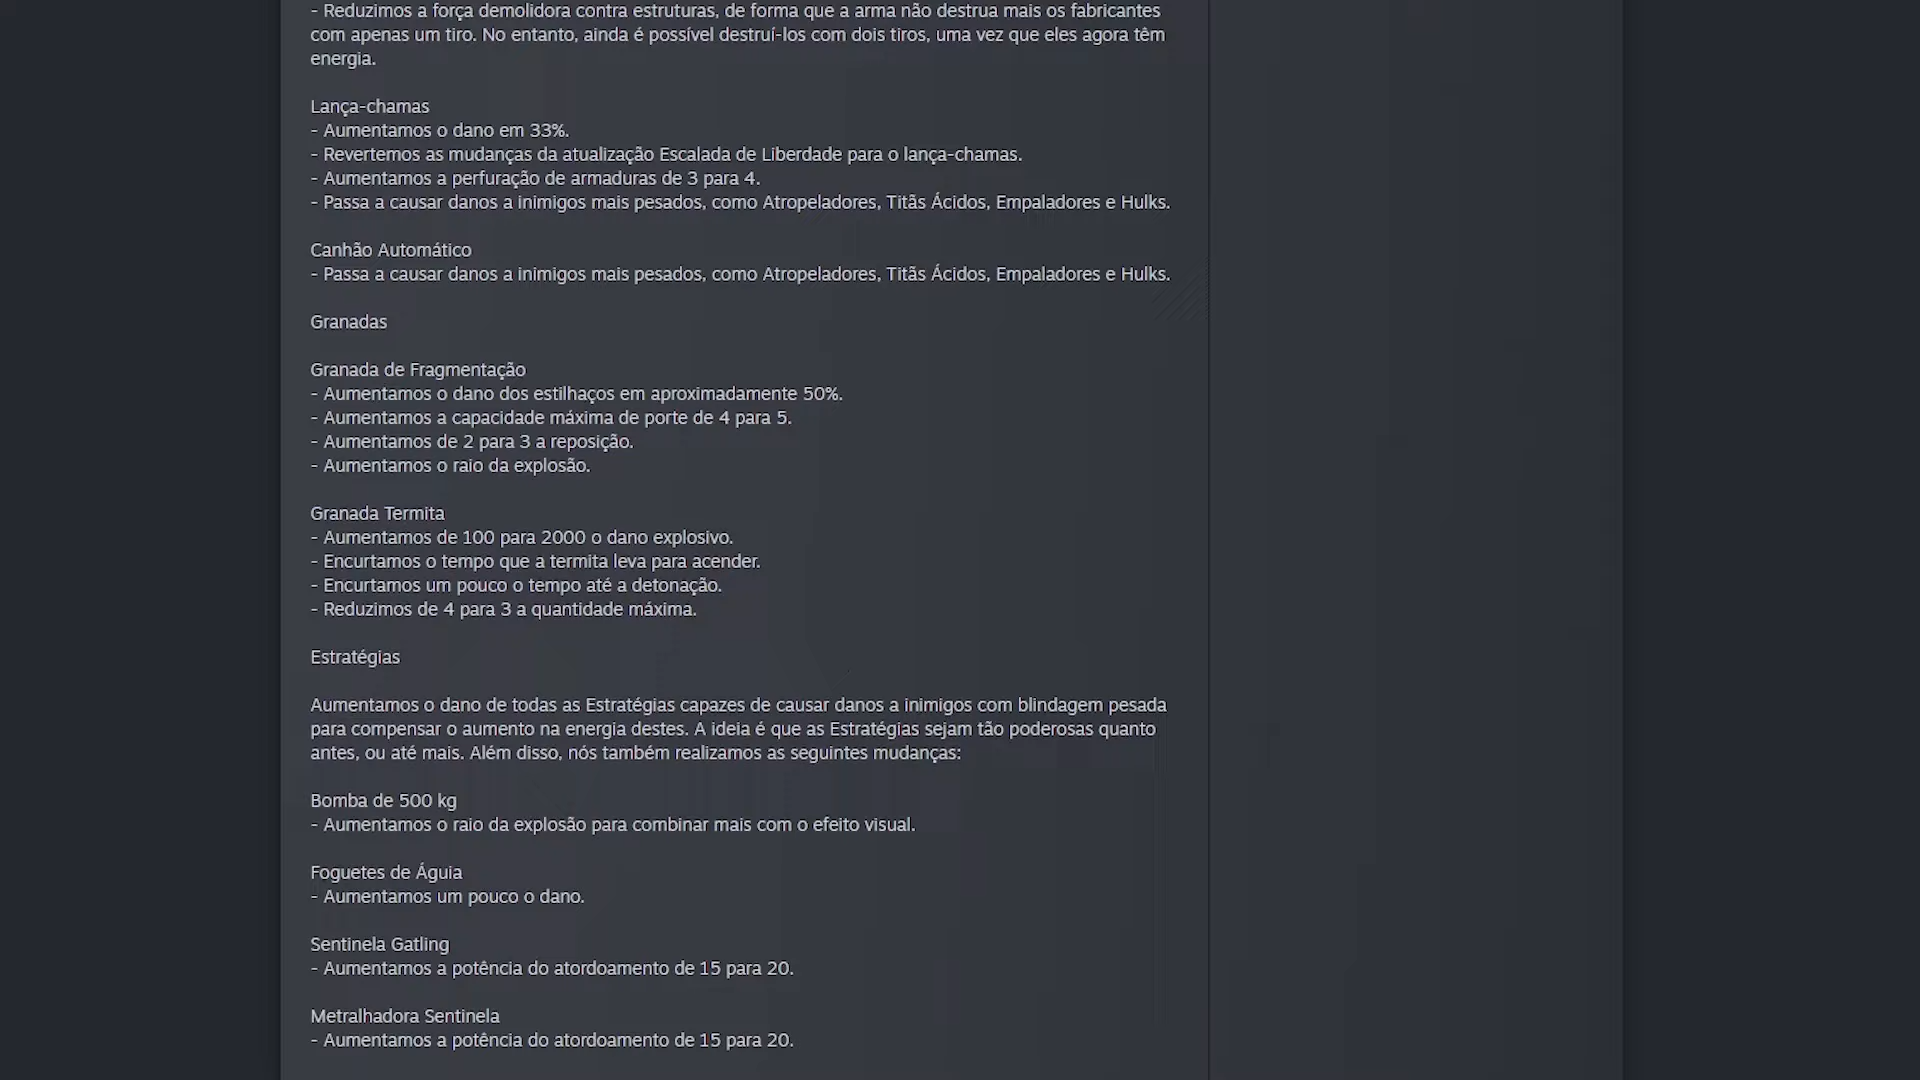 - Reduzimos a força demolidora contra estruturas, de forma que a arma não destrua mais os fabricantes
com apenas um tiro. No entanto, ainda é possível destruí-los com dois tiros, uma vez que eles agora têm
energia.
Lança-chamas
- Aumentamos o dano em 33%.
- Revertemos as mudanças da atualização Escalada de Liberdade para o lança-chamas.
- Aumentamos a perfuração de armaduras de 3 para 4.
- Passa a causar danos a inimigos mais pesados, como Atropeladores, Titãs Ácidos, Empaladores e Hulks.
Canhão Automático
- Passa a causar danos a inimigos mais pesados, como Atropeladores, Titãs Ácidos, Empaladores e Hulks.
Granadas
Granada de Fragmentação
- Aumentamos o dano dos estilhaços em aproximadamente 50%.
- Aumentamos a capacidade máxima de porte de 4 para 5.
- Aumentamos de 2 para 3 a reposição.
- Aumentamos o raio da explosão.
Granada Termita
- Aumentamos de 100 para 2000 o dano explosivo.
- Encurtamos o tempo que a termita leva para acender.
- Encurtamos um pouco o tempo até a detonação.
- Reduzimos de 4 para 3 a quantidade máxima.
Estratégias
Aumentamos o dano de todas as Estratégias capazes de causar danos a inimigos com blindagem pesada
para compensar o aumento na energia destes. A ideia é que as Estratégias sejam tão poderosas quanto
antes, ou até mais. Além disso, nós também realizamos as seguintes mudanças:
Bomba de 500 kg
- Aumentamos o raio da explosão para combinar mais com o efeito visual.
Foguetes de Águia
- Aumentamos um pouco o dano.
Sentinela Gatling
- Aumentamos a potência do atordoamento de 15 para 20.
Metralhadora Sentinela
- Aumentamos a potência do atordoamento de 15 para 20.